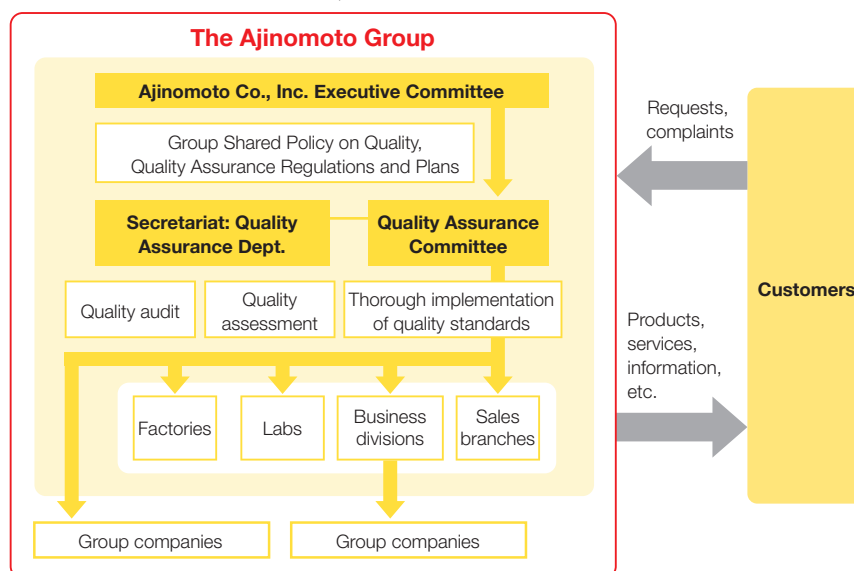 The Ajinomoto Group
Ajinomoto Co., Inc. Executive Committee
Group Shared Policy on Quality,
Quality Assurance Regulations and Plans
Secretariat: Quality
Assurance Dept.
Quality Assurance
Committee
Quality audit
Quality
assessment
Thorough implementation
of quality standards
Factories
Labs
Business
divisions
Sales
branches
Group companies
Group companies
Requests,
complaints
Products,
services,
information,
etc.
Customers